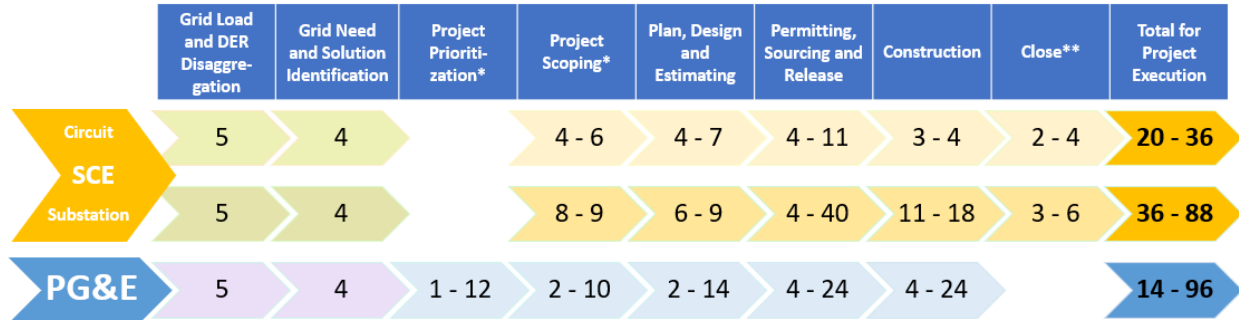 Grid Load
and DER
Disaggre-
gation
Grid Need
and Solution
Identification
Project
Prioriti-
zation*
Project
Scoping*
Plan, Design
and
Estimating
Permitting,
Sourcing and
Release
Construction
Close**
Total for
Project
Execution
Circuit
5
4
4 - 6
4 - 7
4 - 11
3 - 4
2 - 4
20 - 36
SCE
Substation
5
4
8 - 9
6 - 9
4 - 40
11 - 18
3 - 6
36 - 88
PG&E
5
4
1 - 12
2 - 10
2 - 14
4 - 24
4 - 24
14 - 96